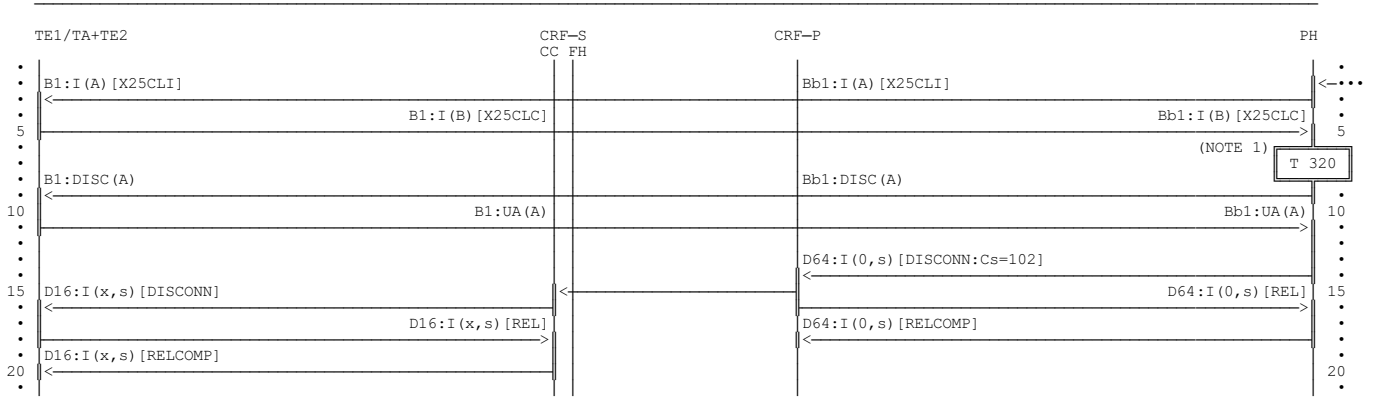 TE1/TA+TE2 CRF–S CRF–P PH
CC FH
B1:I(A)[X25CLI] Bb1:I(A)[X25CLI]
B1:I(B)[X25CLC] Bb1:I(B)[X25CLC]
5 5
(NOTE 1)
T 320
B1:DISC(A) Bb1:DISC(A)
10 B1:UA(A) Bb1:UA(A) 10
D64:I(0,s)[DISCONN:Cs=102]
15 D16:I(x,s)[DISCONN] D64:I(0,s)[REL] 15
D16:I(x,s)[REL] D64:I(0,s)[RELCOMP]
D16:I(x,s)[RELCOMP]
20 20